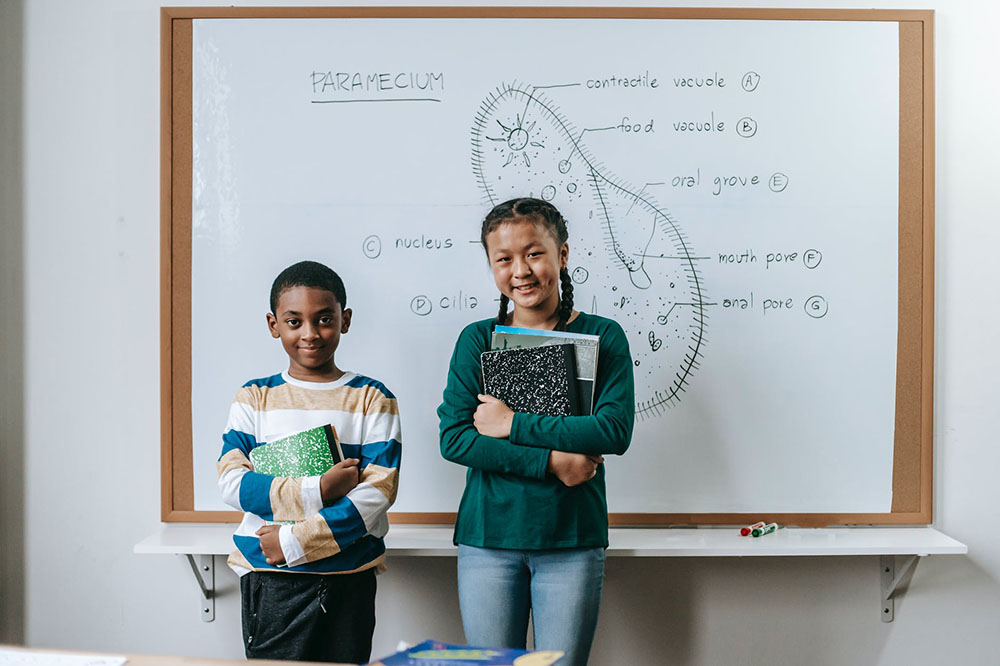 PARAMECIUM
contractile vacuole A
food vacuole B
oral grove E
C nucleus
mouth pore F
D cilia
anal pore G